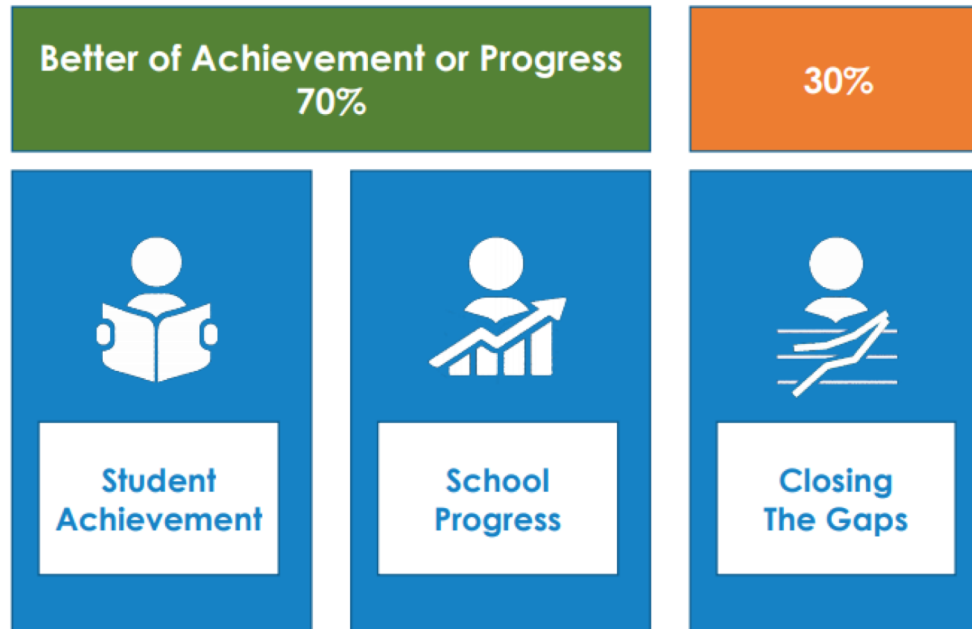 Better of Achievement or Progress
70%
30%
Student
Achievement
School
Progress
Closing
The Gaps